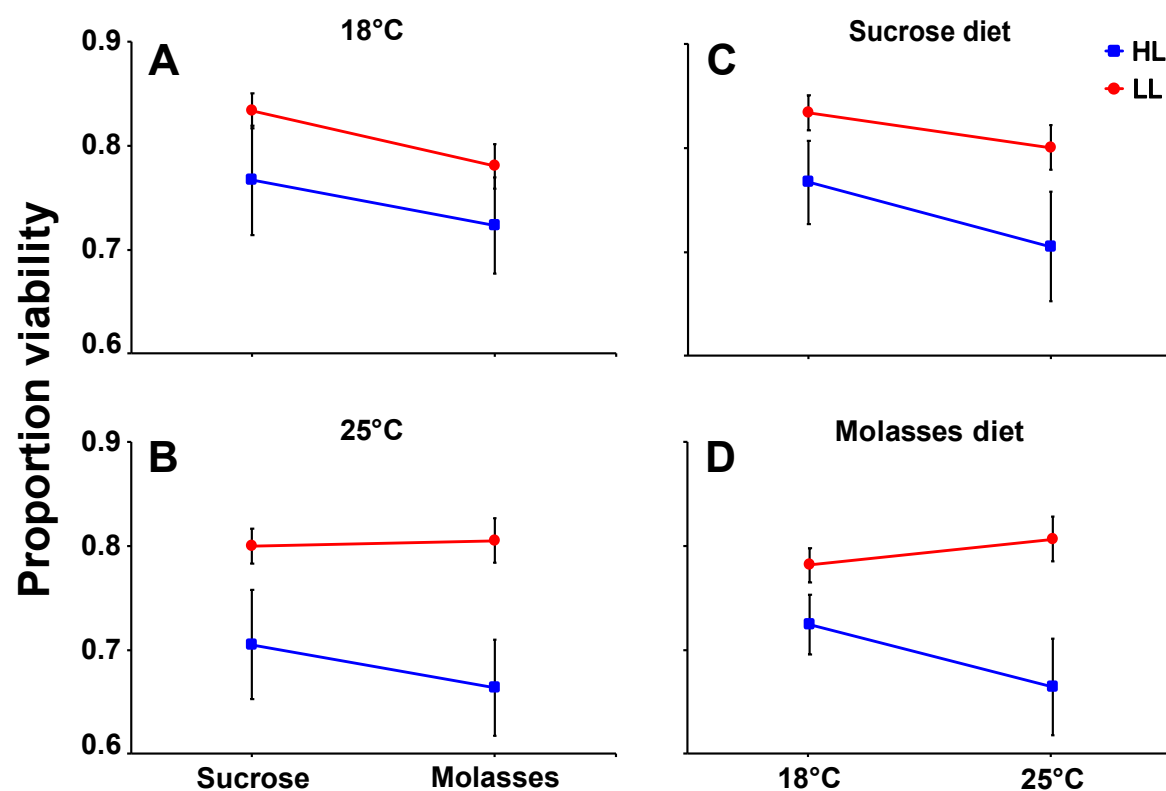 Proportion viability
A
18°C
0.9
0.8
0.7
0.6
C
Sucrose diet
HL
LL
B
25°C
0.9
0.8
0.7
0.6
Sucrose
Molasses
D
Molasses diet
18°C
25°C